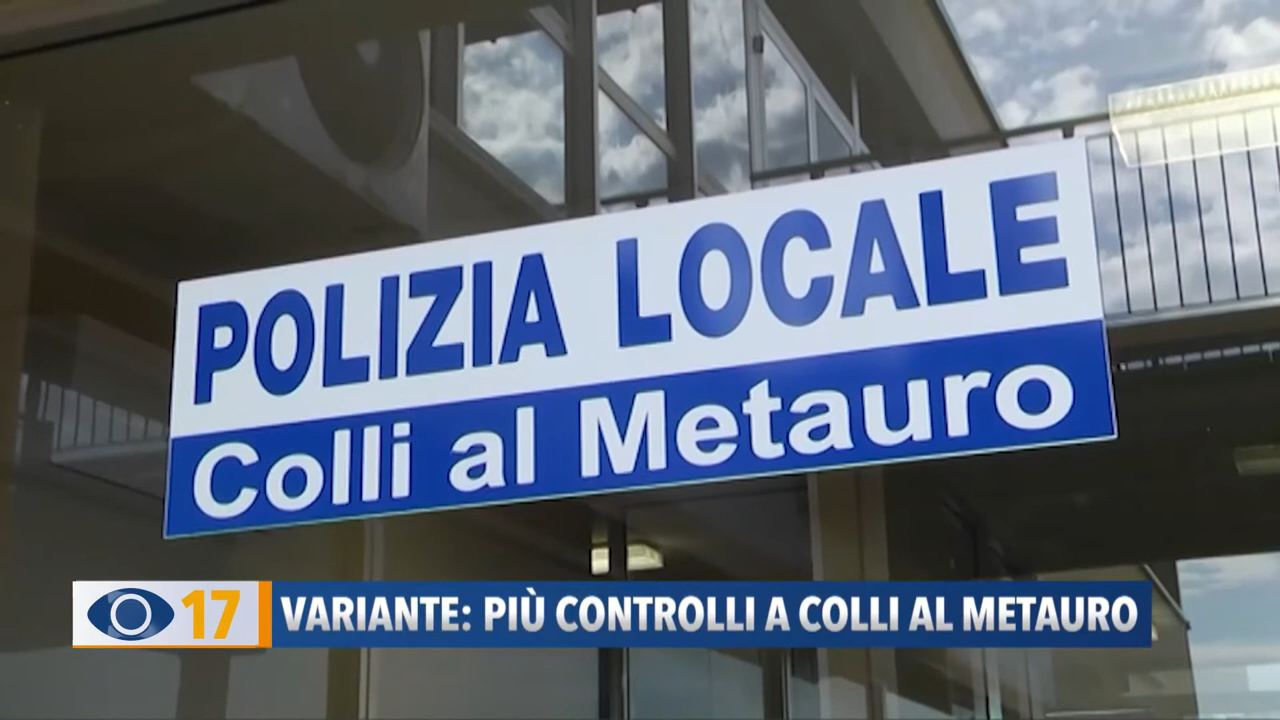 POLIZIA LOCALE
Colli al Metauro
17 VARIANTE: PIÙ CONTROLLI A COLLI AL METAURO